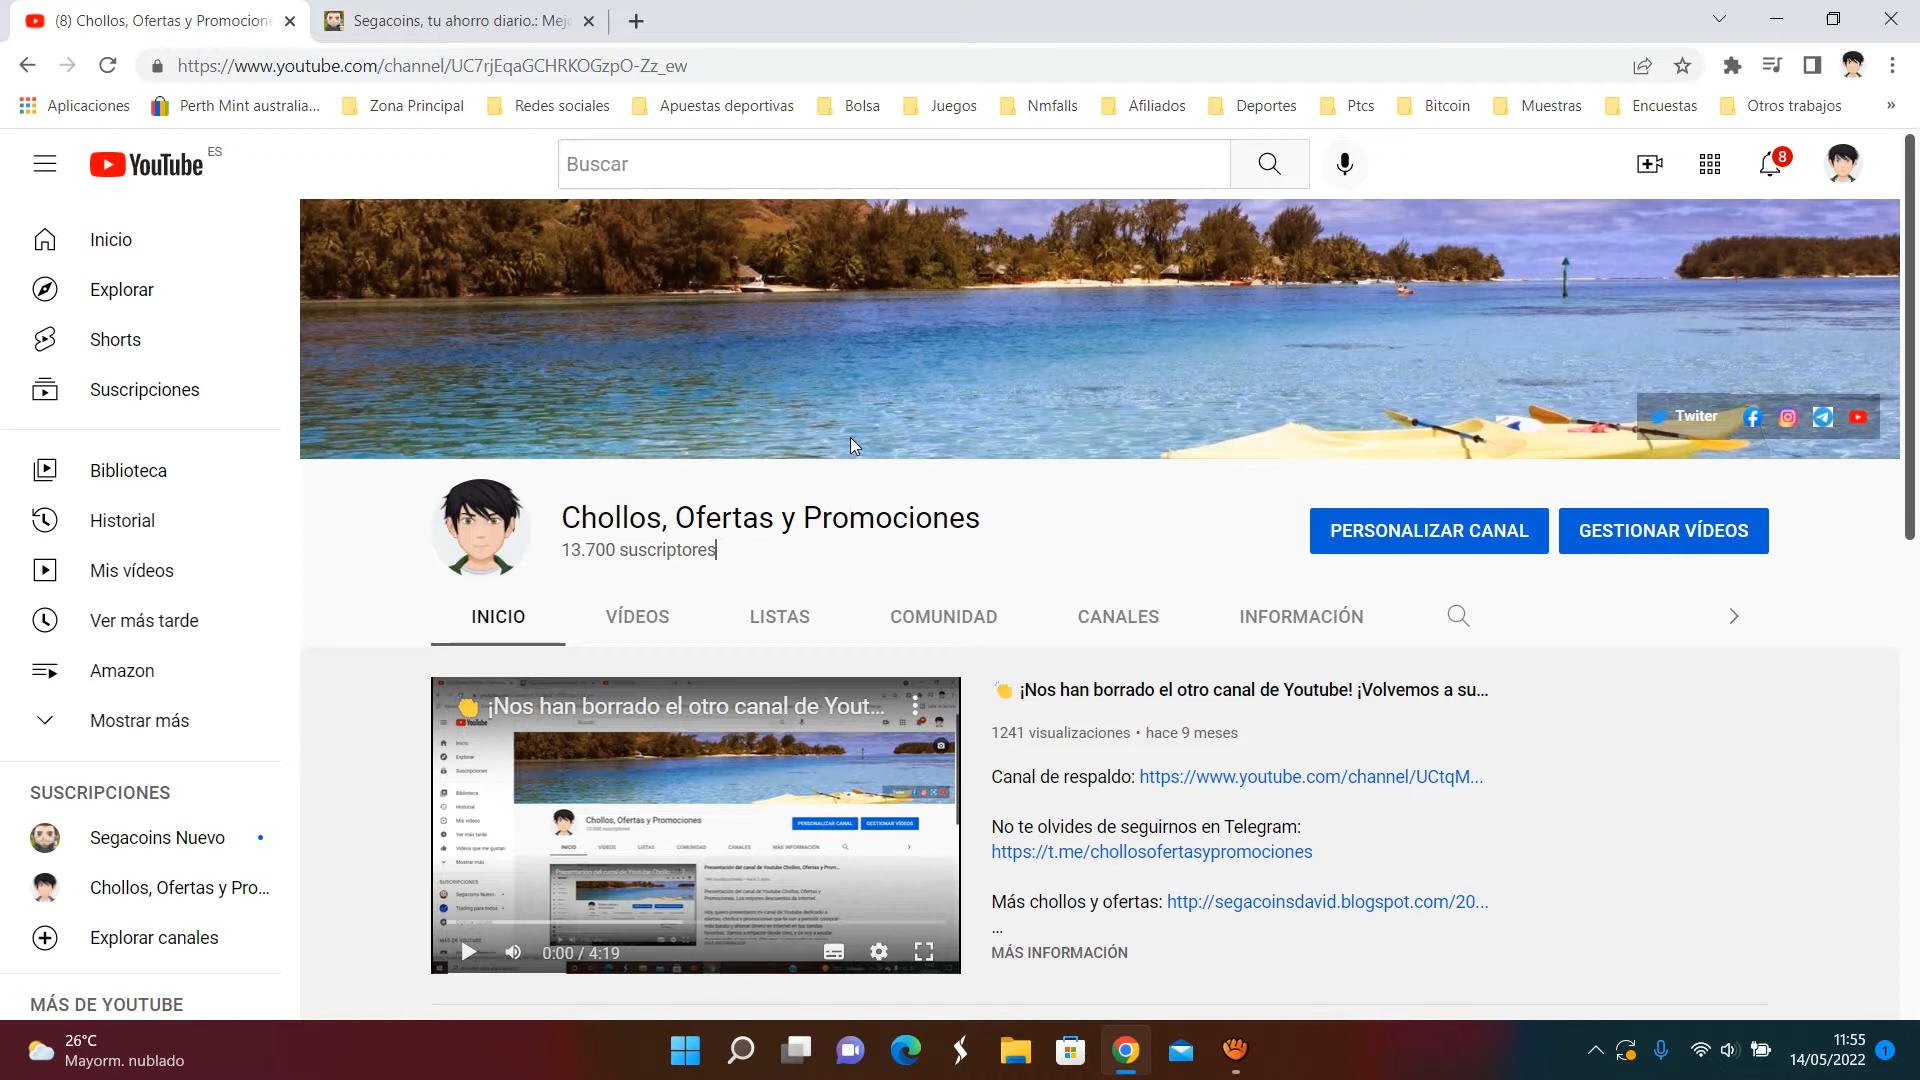 (8) Chollos, Ofertas y Promocione
Segacoins, tu ahorro diario.: Mej
https://www.youtube.com/channel/UC7rjEqaGCHRKOGzpO-Zz_ew
Aplicaciones
Perth Mint australia...
Zona Principal
Redes sociales
Apuestas deportivas
Bolsa
Juegos
Nmfalls
Afiliados
Deportes
Ptcs
Bitcoin
Muestras
Encuestas
Otros trabajos
»
YouTube ES
Buscar
8
Inicio
Explorar
Shorts
Suscripciones
Biblioteca
Historial
Mis vídeos
Ver más tarde
Amazon
Mostrar más
SUSCRIPCIONES
Segacoins Nuevo
Chollos, Ofertas y Pro...
Explorar canales
MÁS DE YOUTUBE
Twiter
Chollos, Ofertas y Promociones
13.700 suscriptores
PERSONALIZAR CANAL
GESTIONAR VÍDEOS
INICIO
VÍDEOS
LISTAS
COMUNIDAD
CANALES
INFORMACIÓN
👏 ¡Nos han borrado el otro canal de Yout...
Chollos, Ofertas y Promociones
PERSONALIZAR CANAL
GESTIONAR VÍDEOS
0:00 / 4:19
👏 ¡Nos han borrado el otro canal de Youtube! ¡Volvemos a su...
1241 visualizaciones • hace 9 meses
Canal de respaldo: https://www.youtube.com/channel/UCtqM...
No te olvides de seguirnos en Telegram:
https://t.me/chollosofertasypromociones
Más chollos y ofertas: http://segacoinsdavid.blogspot.com/20...
...
MÁS INFORMACIÓN
26°C
Mayorm. nublado
11:55
14/05/2022
1